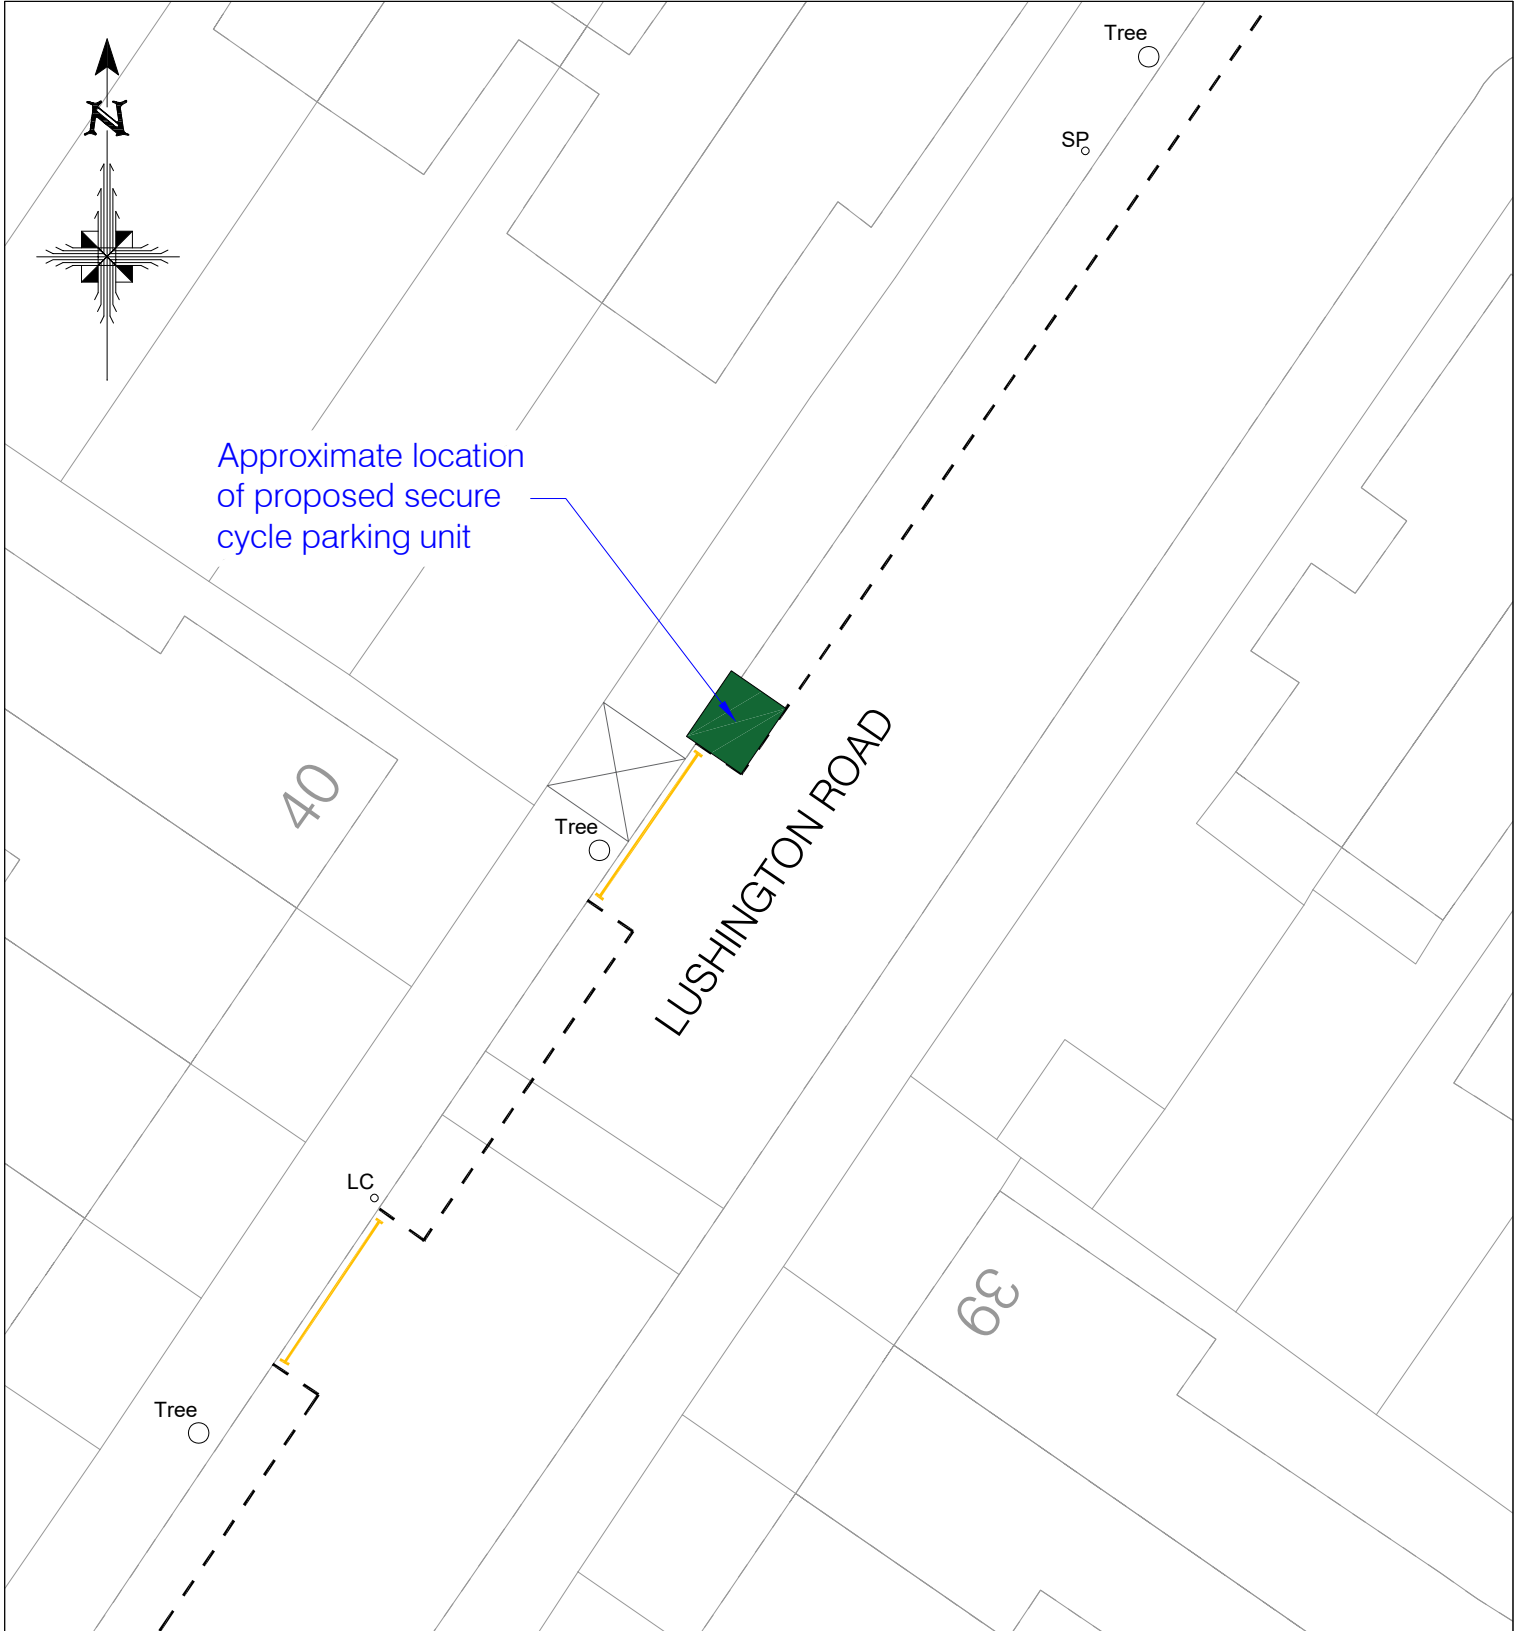 Tree
N
SP
Approximate location
of proposed secure
cycle parking unit
40
LUSHINGTON ROAD
Tree
LC
39
Tree